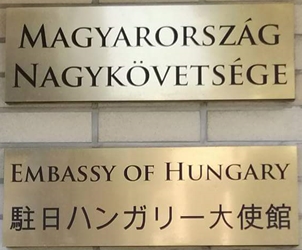 MAGYARORSZÁG
NAGYKÖVETSÉGE
EMBASSY OF HUNGARY
駐日ハンガリー大使館